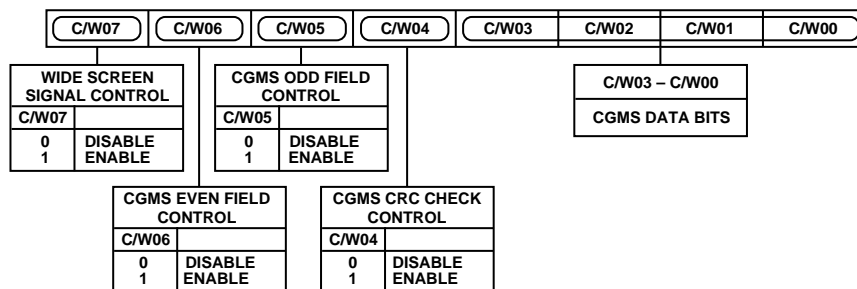 C/W07 C/W06 C/W05 C/W04 C/W03 C/W02 C/W01 C/W00
WIDE SCREEN
SIGNAL CONTROL
C/W07
0 DISABLE
1 ENABLE
CGMS ODD FIELD
CONTROL
C/W05
0 DISABLE
1 ENABLE
C/W03 – C/W00
CGMS DATA BITS
CGMS EVEN FIELD
CONTROL
C/W06
0 DISABLE
1 ENABLE
CGMS CRC CHECK
CONTROL
C/W04
0 DISABLE
1 ENABLE